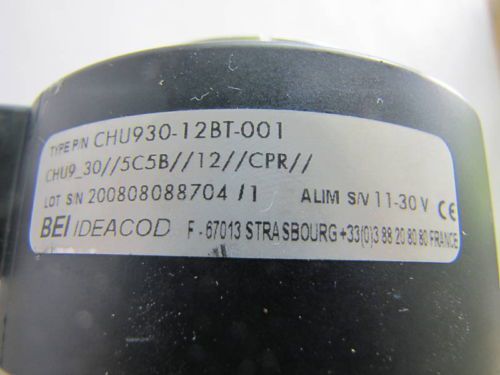 TYPE P/N CHU930-12BT-001
CHU9_30//5C5B//12//CPR//
LOT S/N 200808088704 /1 ALIM S/V 11-30 V CE
BEI IDEACOD F - 67013 STRASBOURG +33(0)3 88 20 80 80 FRANCE